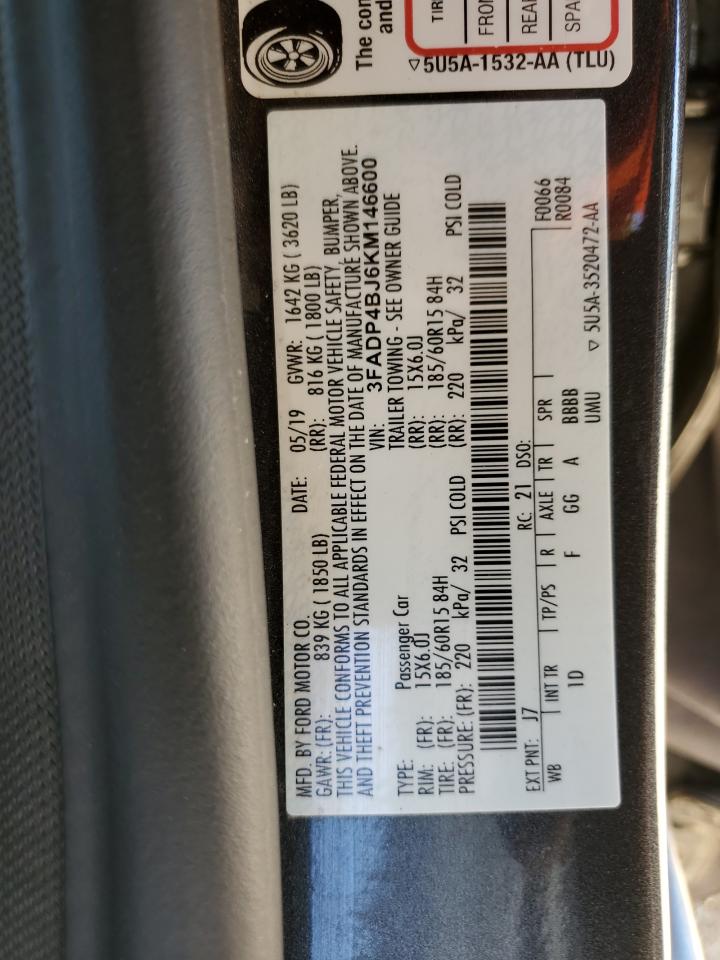 The con
and
TIRE
FRON
REAR
SPA
▽ 5U5A-1532-AA (TLU)
MFD. BY FORD MOTOR CO. DATE: 05/19 GVWR: 1642 KG ( 3620 LB)
GAWR: (FR): 839 KG ( 1850 LB) (RR): 816 KG ( 1800 LB)
THIS VEHICLE CONFORMS TO ALL APPLICABLE FEDERAL MOTOR VEHICLE SAFETY, BUMPER,
AND THEFT PREVENTION STANDARDS IN EFFECT ON THE DATE OF MANUFACTURE SHOWN ABOVE.
VIN: 3FADP4BJ6KM146600
TYPE: Passenger Car TRAILER TOWING - SEE OWNER GUIDE
RIM: (FR): 15X6.0J (RR): 15X6.0J
TIRE: (FR): 185/60R15 84H (RR): 185/60R15 84H
PRESSURE: (FR): 220 kPa/ 32 PSI COLD (RR): 220 kPa/ 32 PSI COLD
EXT PNT: J7 RC: 21 DSO: F0066
WB INT TR TP/PS R AXLE TR SPR R0084
1D F GG A BBBB
UMU ▽ 5U5A-3520472-AA